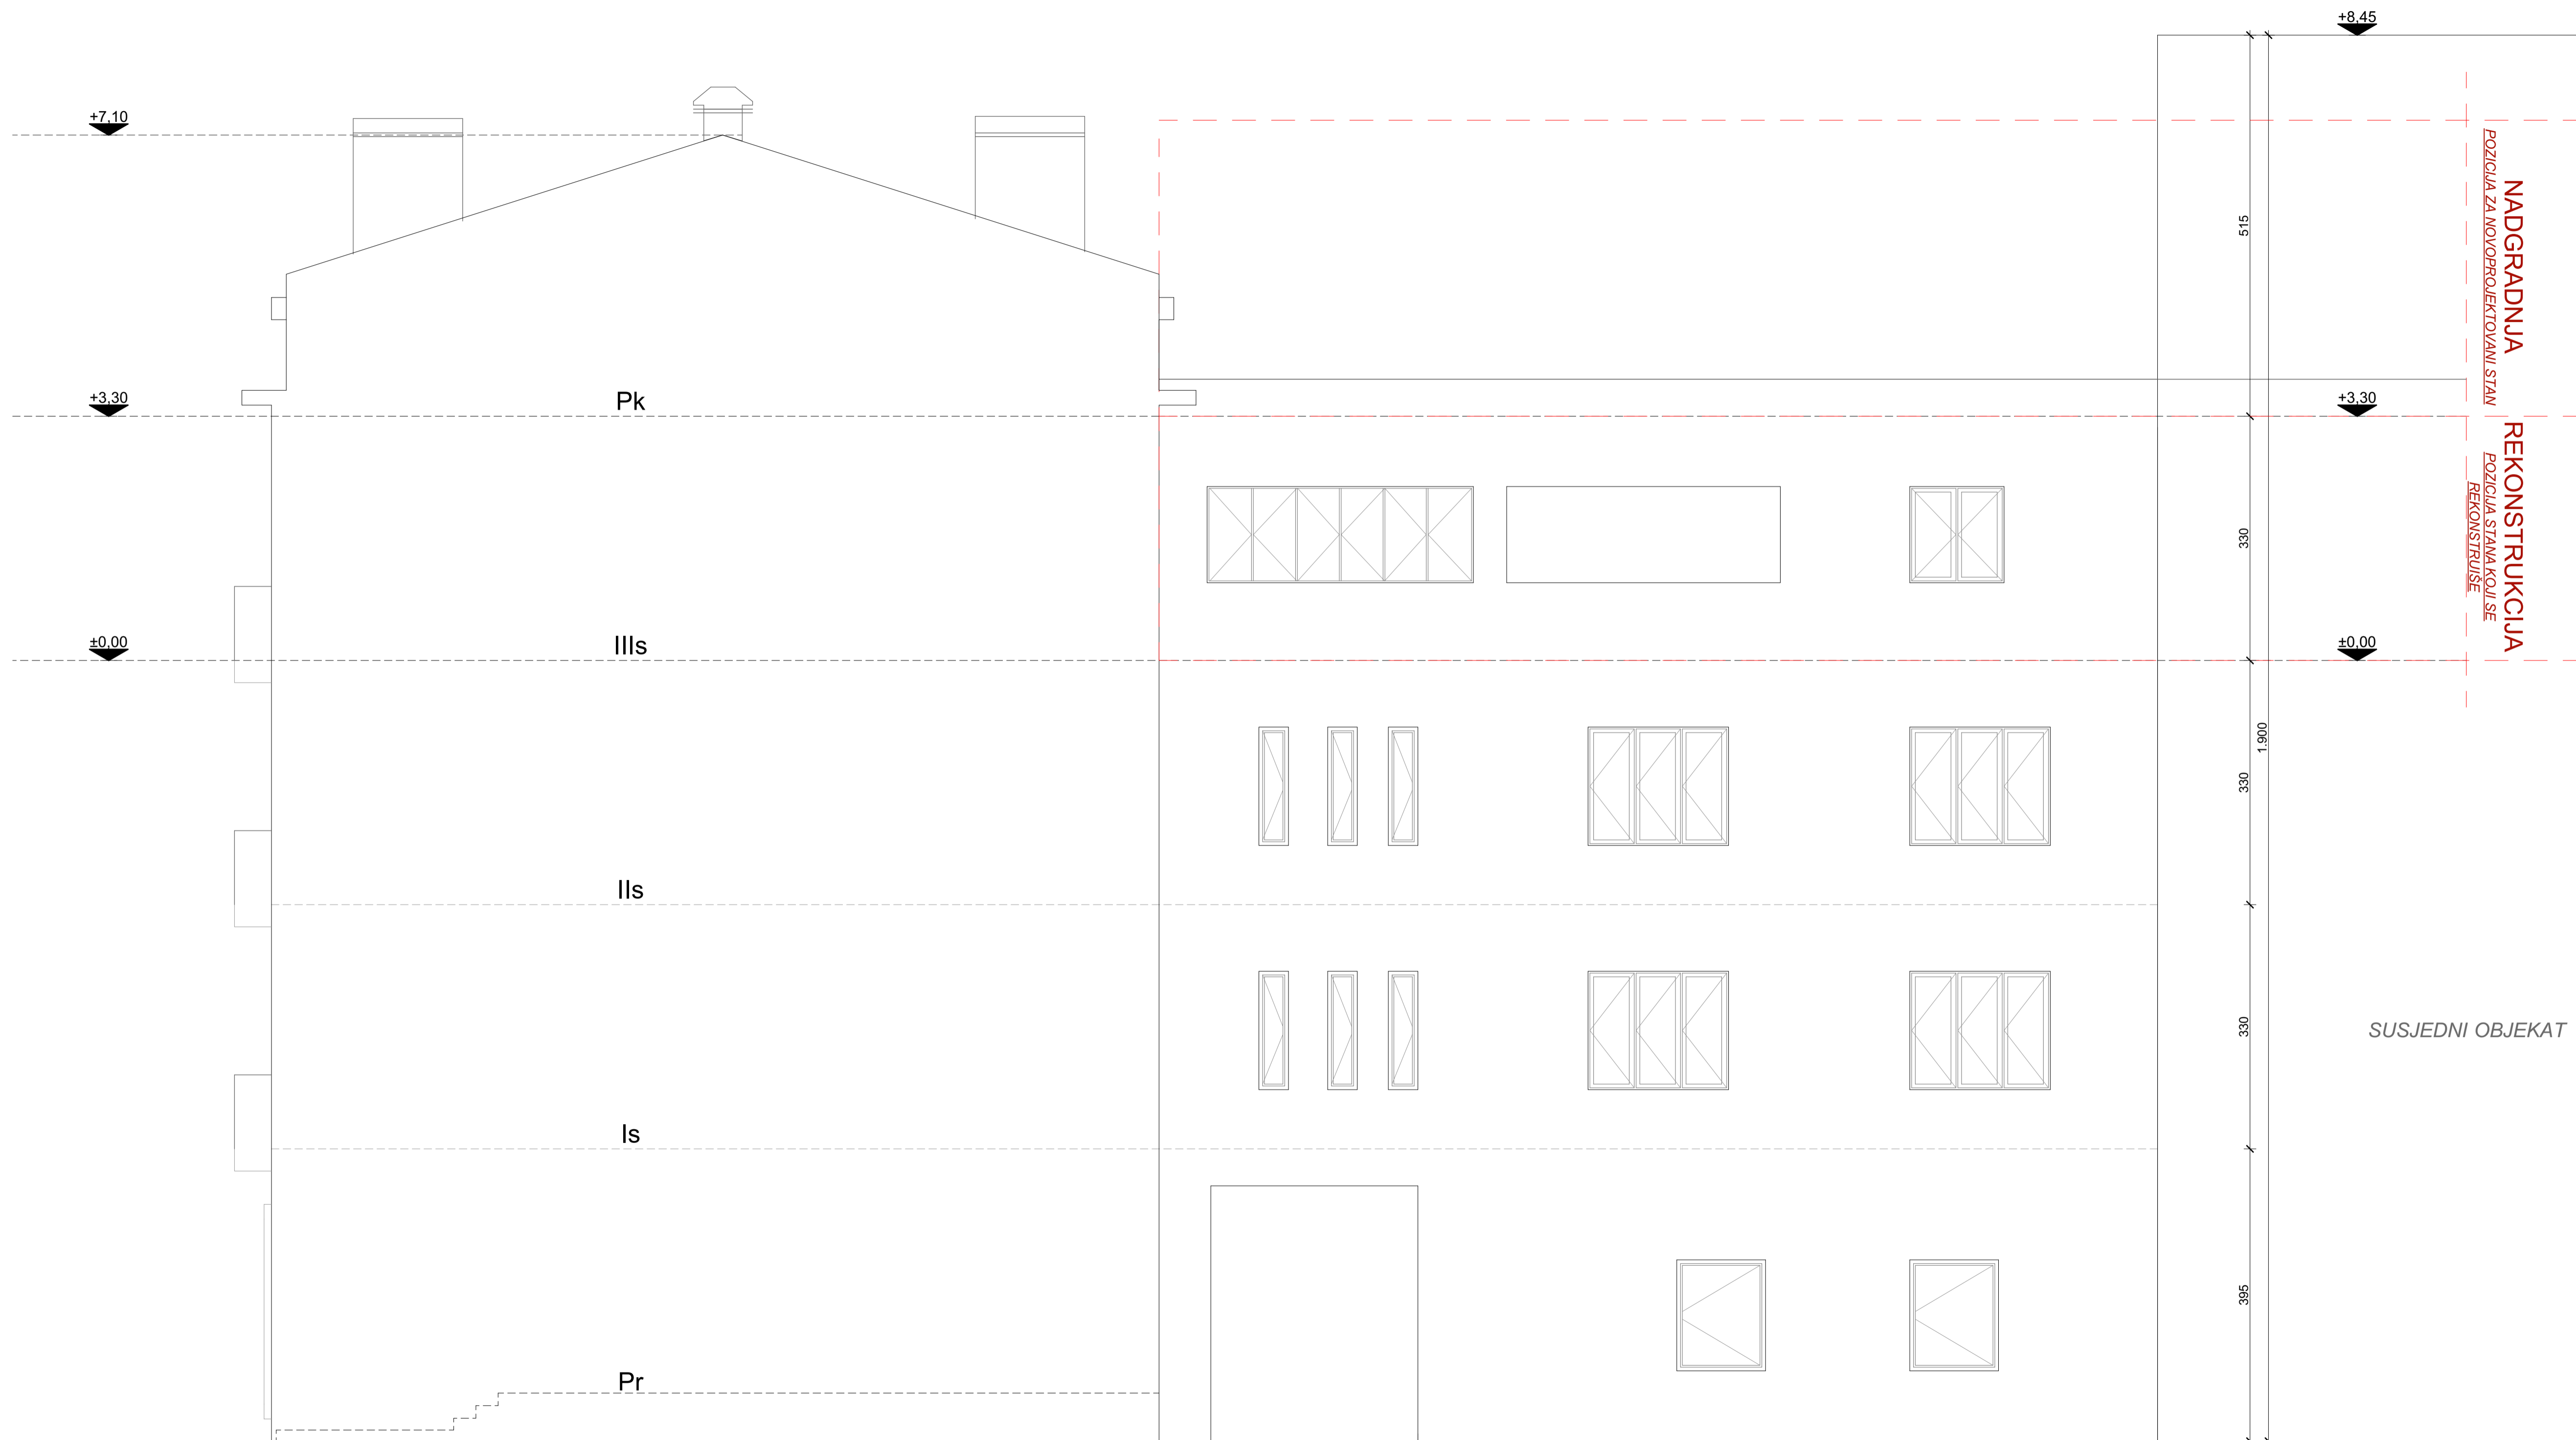 +8,45
+7,10
515
NADGRADNJA
POZICIJA ZA NOVOPROJEKTOVANI STAN
+3,30
Pk
+3,30
330
REKONSTRUKCIJA
POZICIJA STANA KOJI SE
REKONSTRUIŠE
±0,00
IIIs
±0,00
1.900
330
IIs
330
SUSJEDNI OBJEKAT
Is
395
Pr